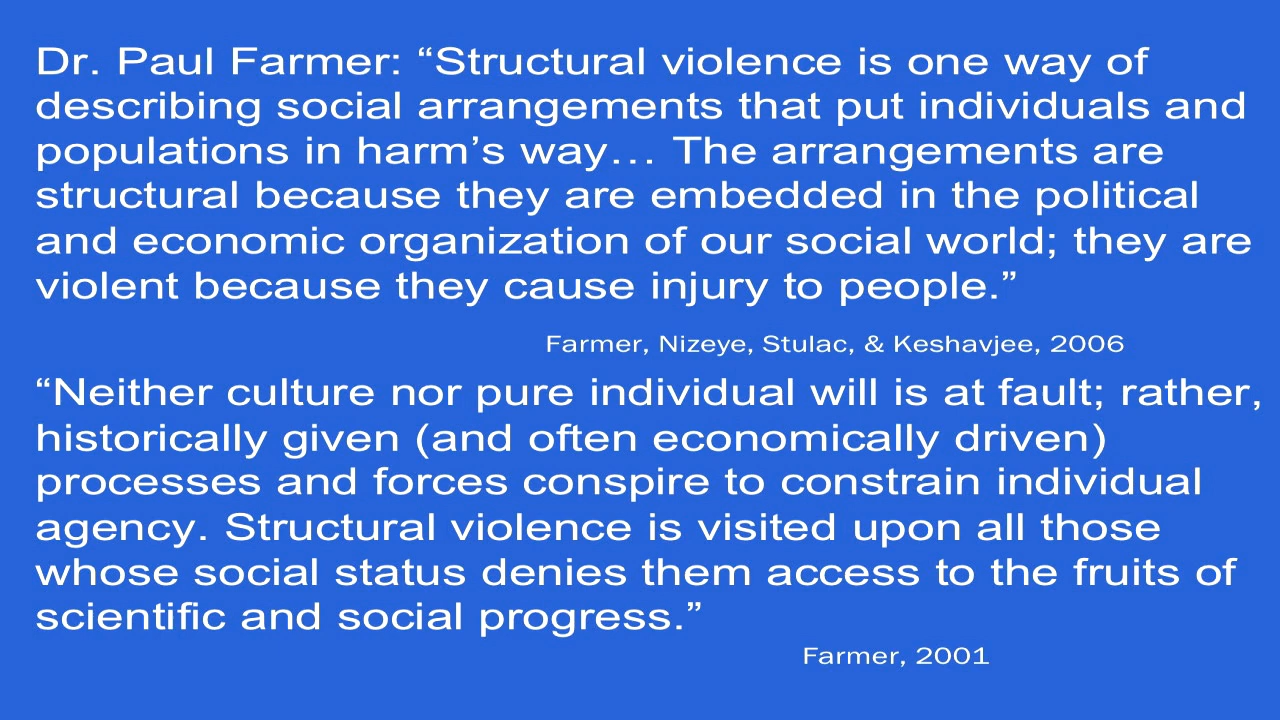 Dr. Paul Farmer: “Structural violence is one way of
describing social arrangements that put individuals and
populations in harm’s way… The arrangements are
structural because they are embedded in the political
and economic organization of our social world; they are
violent because they cause injury to people.”
Farmer, Nizeye, Stulac, & Keshavjee, 2006
“Neither culture nor pure individual will is at fault; rather,
historically given (and often economically driven)
processes and forces conspire to constrain individual
agency. Structural violence is visited upon all those
whose social status denies them access to the fruits of
scientific and social progress.”
Farmer, 2001